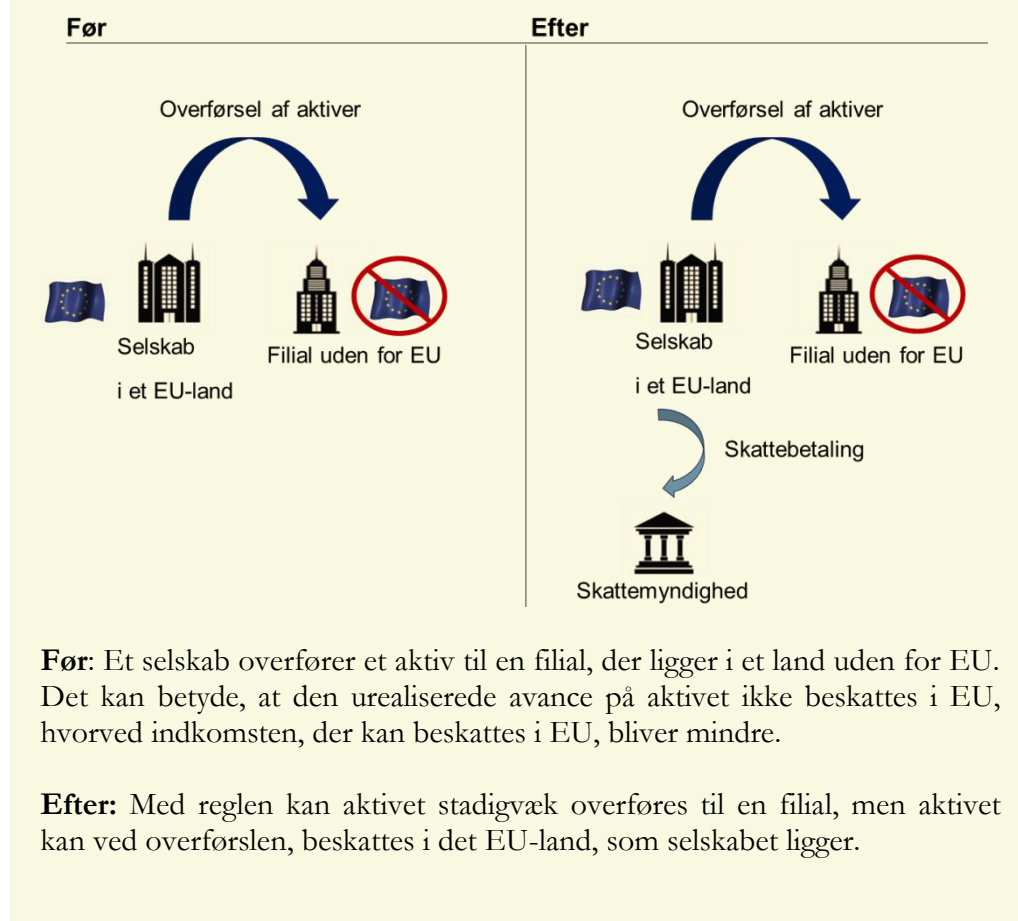 Før
Efter
Overførsel af aktiver
Selskab
i et EU-land
Filial uden for EU
Overførsel af aktiver
Selskab
i et EU-land
Filial uden for EU
Skattebetaling
Skattemyndighed
Før: Et selskab overfører et aktiv til en filial, der ligger i et land uden for EU.
Det kan betyde, at den urealiserede avance på aktivet ikke beskattes i EU,
hvorved indkomsten, der kan beskattes i EU, bliver mindre.
Efter: Med reglen kan aktivet stadigvæk overføres til en filial, men aktivet
kan ved overførslen, beskattes i det EU-land, som selskabet ligger.